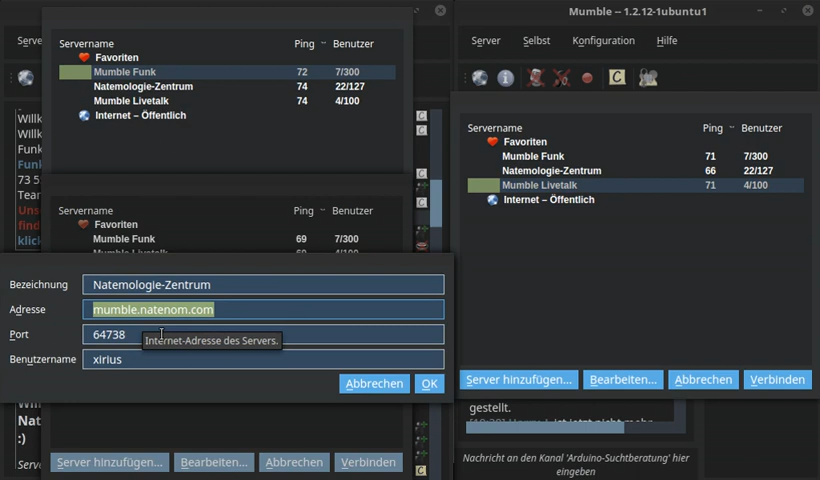 Serve
Servername Ping Benutzer
Favoriten
Mumble Funk 72 7/300
Natemologie-Zentrum 74 22/127
Mumble Livetalk 74 4/100
Internet – Öffentlich
Will
Will
Funk
Funk
73 5
Tear
Uns
find
klic
Servername Ping Benutzer
Favoriten
Mumble Funk 69 7/300
Bezeichnung Natemologie-Zentrum
Adresse mumble.natenom.com
Port 64738
Internet-Adresse des Servers.
Benutzername xirius
Abbrechen OK
Nat
:)
Serv
Server hinzufügen... Bearbeiten... Abbrechen Verbinden
Mumble -- 1.2.12-1ubuntu1
Server Selbst Konfiguration Hilfe
Servername Ping Benutzer
Favoriten
Mumble Funk 71 7/300
Natemologie-Zentrum 66 22/127
Mumble Livetalk 71 4/100
Internet – Öffentlich
Server hinzufügen... Bearbeiten... Abbrechen Verbinden
gestellt.
Nachricht an den Kanal 'Arduino-Suchtberatung' hier
eingeben